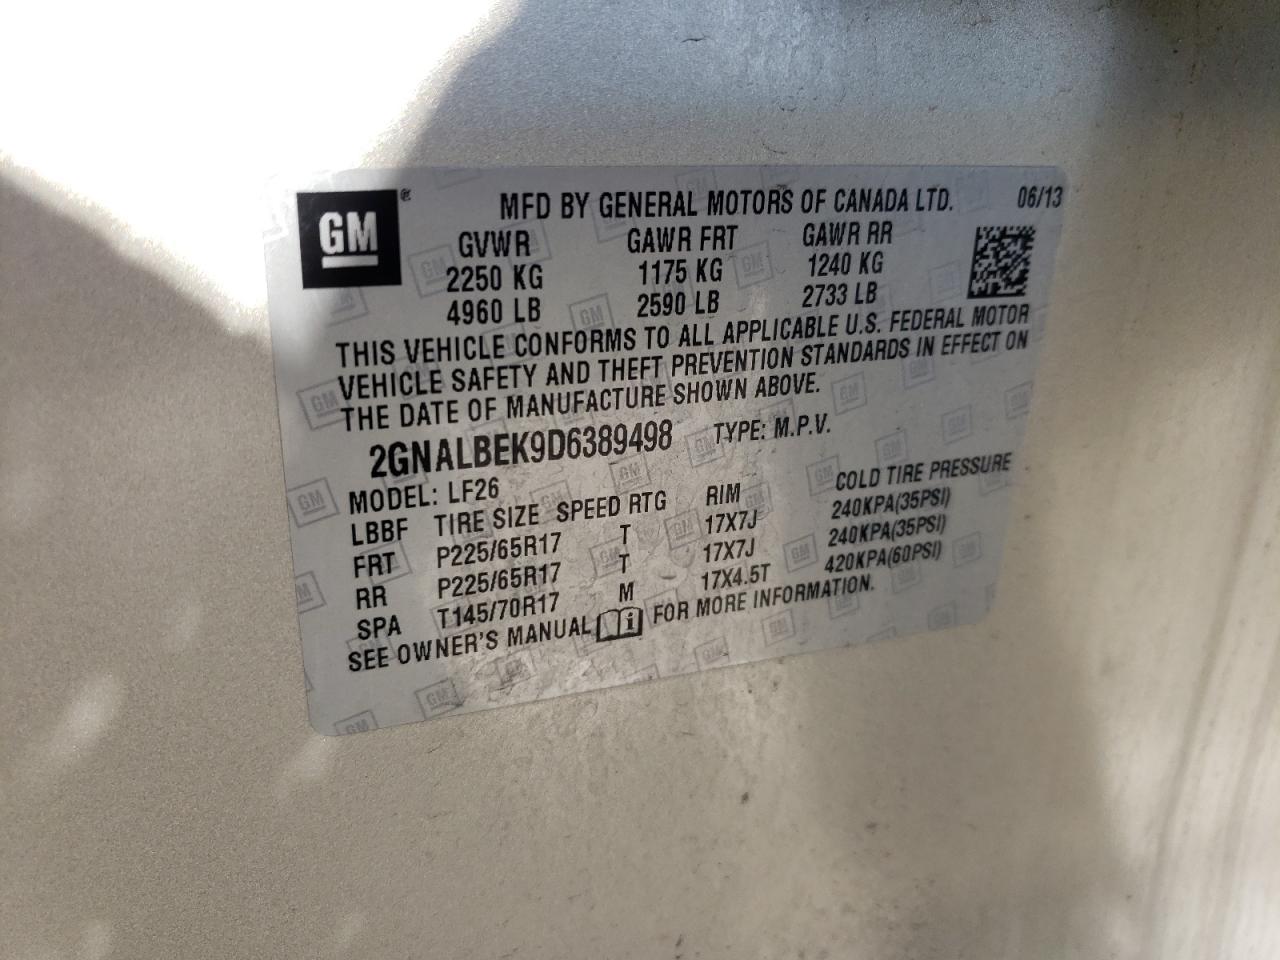 GM® MFD BY GENERAL MOTORS OF CANADA LTD. 06/13
GVWR GAWR FRT GAWR RR
2250 KG 1175 KG 1240 KG
4960 LB 2590 LB 2733 LB
THIS VEHICLE CONFORMS TO ALL APPLICABLE U.S. FEDERAL MOTOR
VEHICLE SAFETY AND THEFT PREVENTION STANDARDS IN EFFECT ON
THE DATE OF MANUFACTURE SHOWN ABOVE.
2GNALBEK9D6389498 TYPE: M.P.V.
MODEL: LF26
LBBF TIRE SIZE SPEED RTG RIM COLD TIRE PRESSURE
FRT P225/65R17 T 17X7J 240KPA(35PSI)
RR P225/65R17 T 17X7J 240KPA(35PSI)
SPA T145/70R17 M 17X4.5T 420KPA(60PSI)
SEE OWNER'S MANUAL FOR MORE INFORMATION.